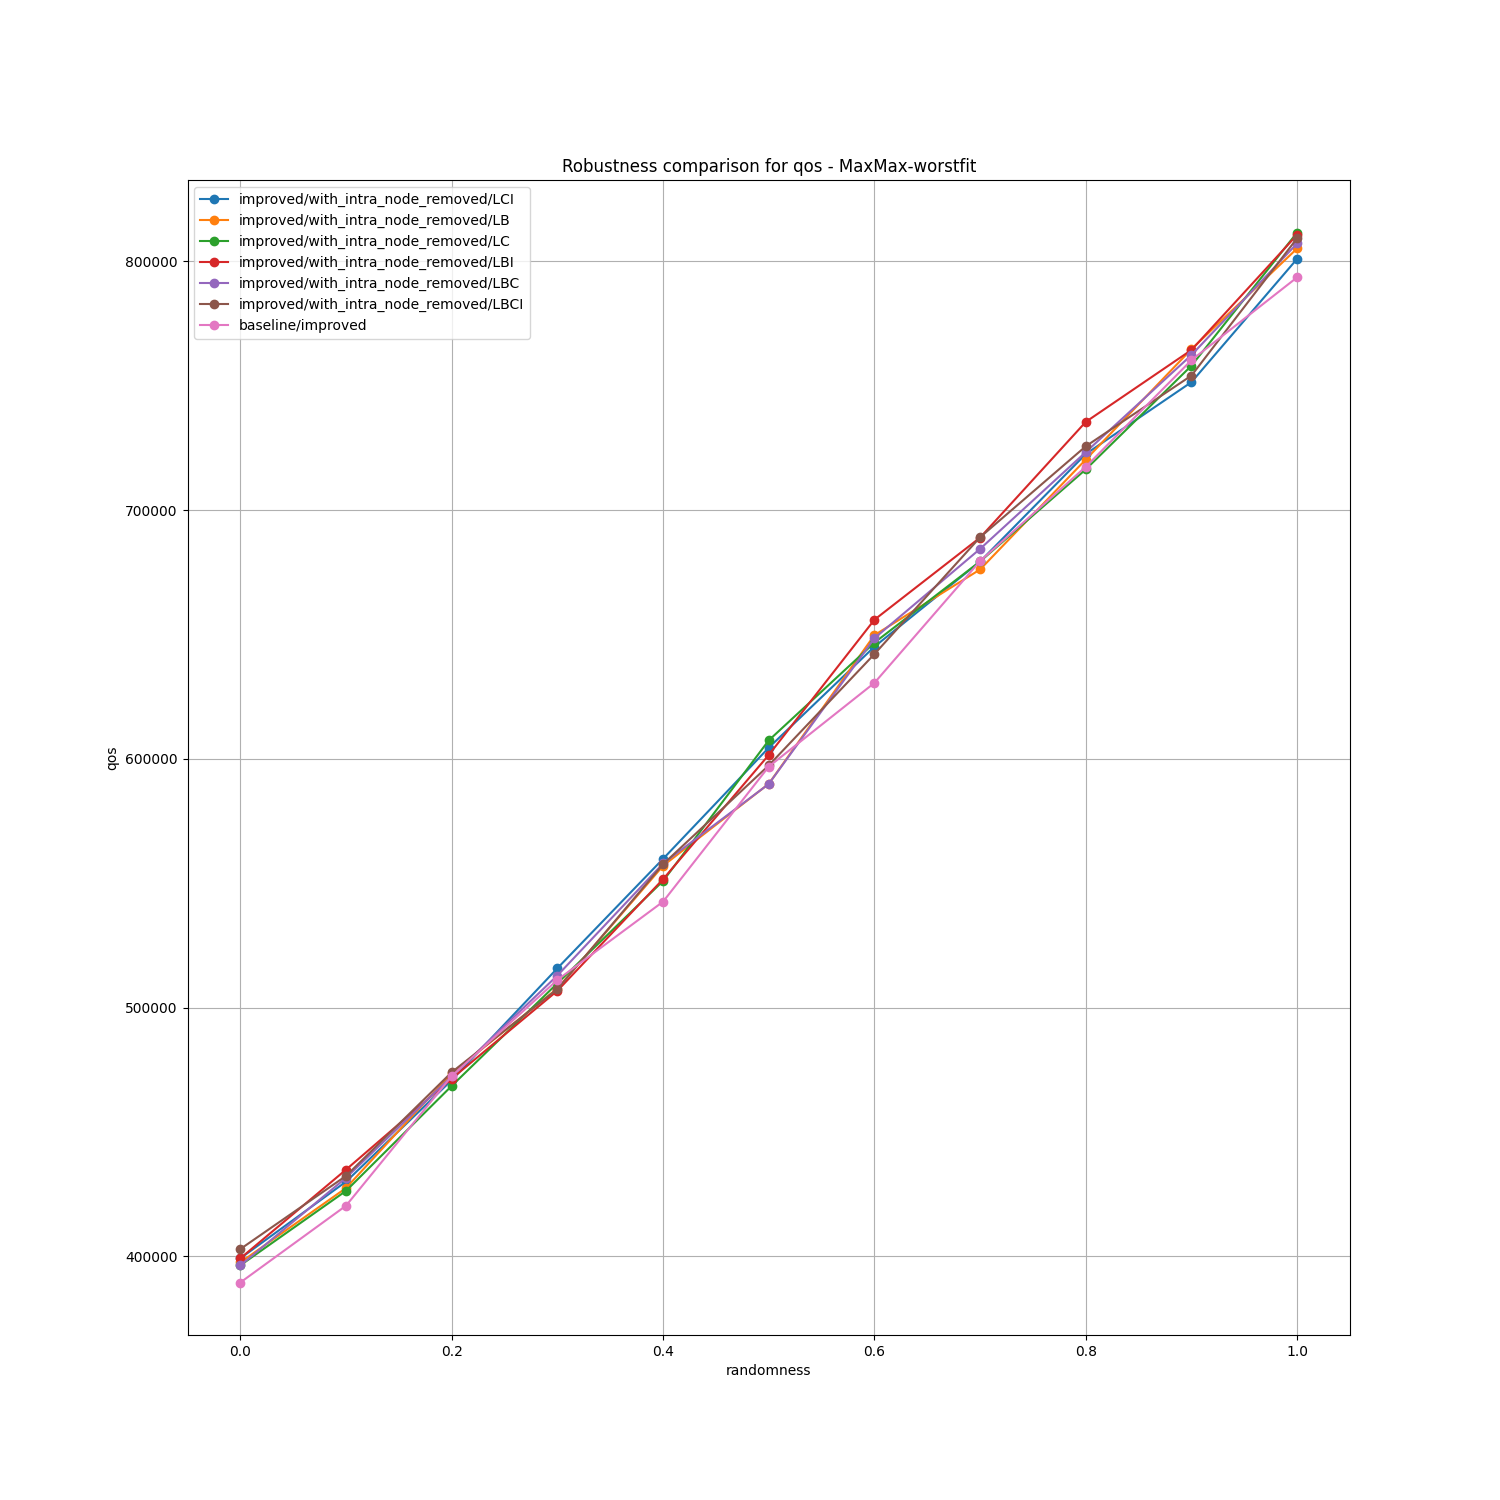 Robustness comparison for qos - MaxMax-worstfit
improved/with_intra_node_removed/LCI
improved/with_intra_node_removed/LB
improved/with_intra_node_removed/LC
improved/with_intra_node_removed/LBI
improved/with_intra_node_removed/LBC
improved/with_intra_node_removed/LBCI
baseline/improved
800000
700000
600000
500000
400000
qos
0.0 0.2 0.4 0.6 0.8 1.0
randomness